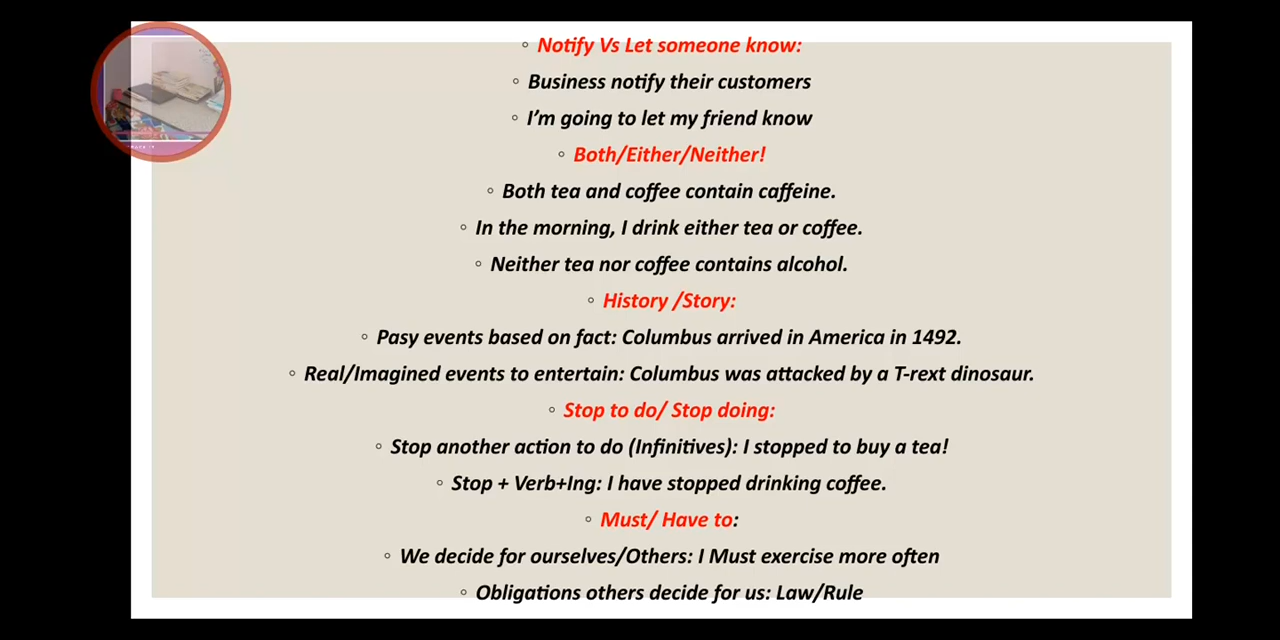 Notify Vs Let someone know:
Business notify their customers
I'm going to let my friend know
Both/Either/Neither!
Both tea and coffee contain caffeine.
In the morning, I drink either tea or coffee.
Neither tea nor coffee contains alcohol.
History /Story:
Pasy events based on fact: Columbus arrived in America in 1492.
Real/Imagined events to entertain: Columbus was attacked by a T-rext dinosaur.
Stop to do/ Stop doing:
Stop another action to do (Infinitives): I stopped to buy a tea!
Stop + Verb+Ing: I have stopped drinking coffee.
Must/ Have to:
We decide for ourselves/Others: I Must exercise more often
Obligations others decide for us: Law/Rule